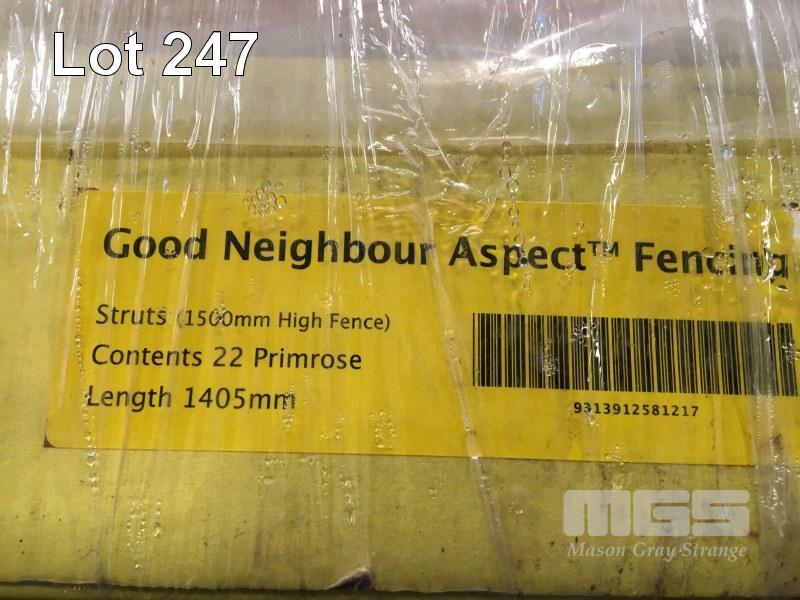 Lot 247
Good Neighbour Aspect™ Fencing
Struts (1500mm High Fence)
Contents 22 Primrose
Length 1405mm
9313912581217
MGS
Mason Gray Strange